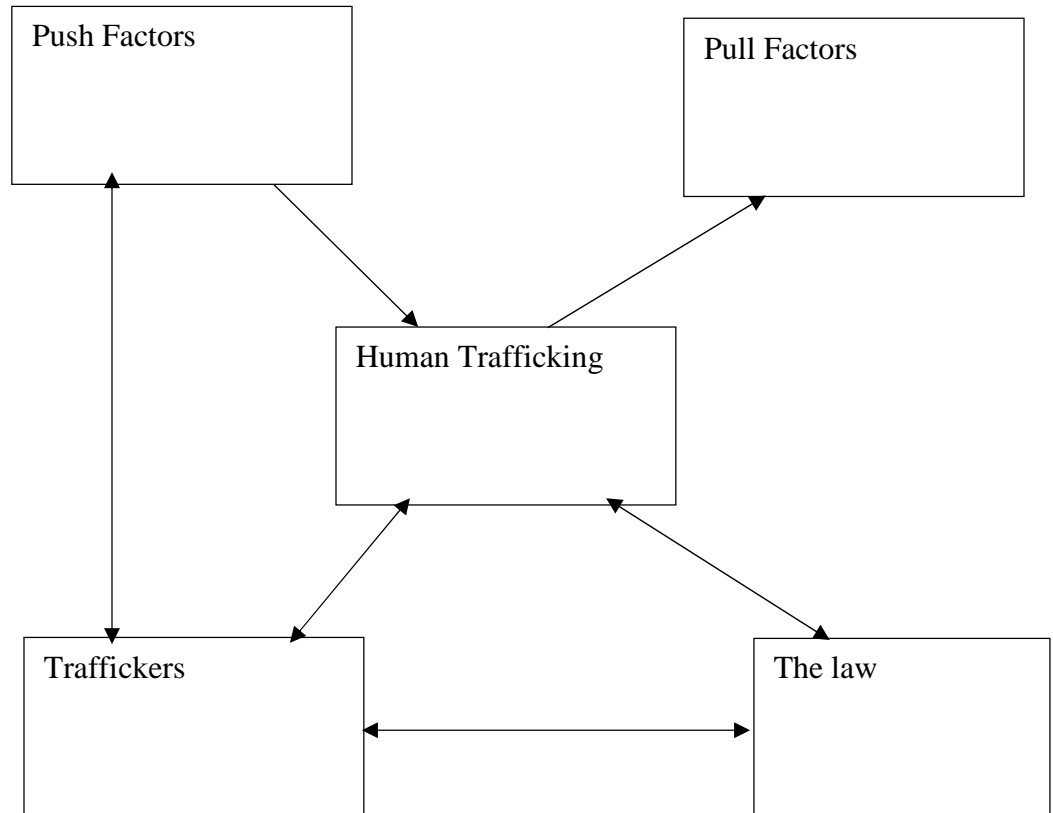 Push Factors
Pull Factors
Human Trafficking
Traffickers
The law